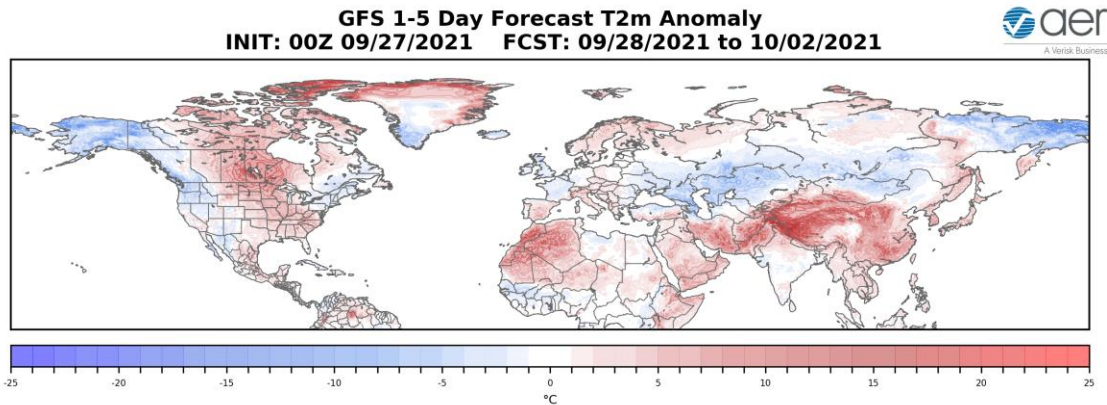 GFS 1-5 Day Forecast T2m Anomaly
INIT: 00Z 09/27/2021 FCST: 09/28/2021 to 10/02/2021
aer
A Verisk Business
-25 -20 -15 -10 -5 0 5 10 15 20 25
°C